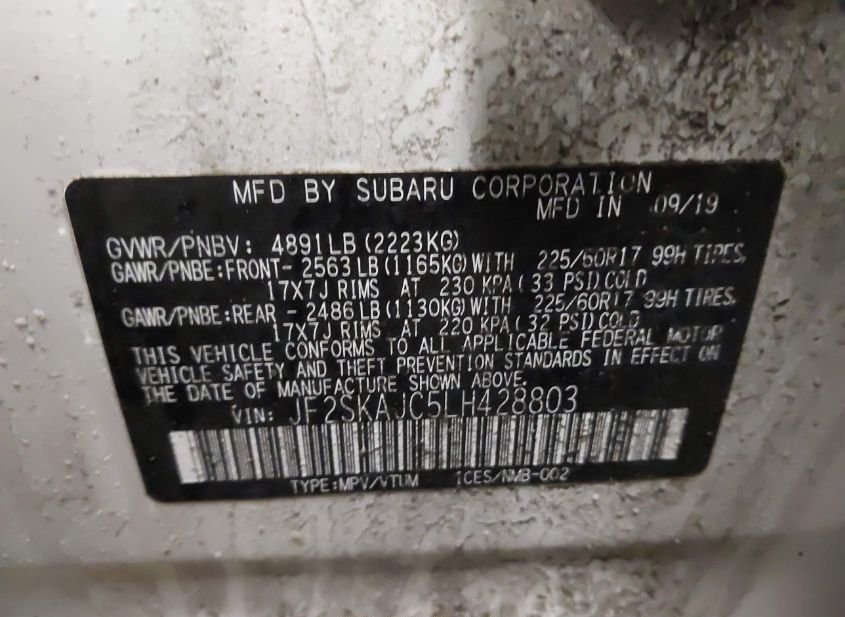 MFD BY SUBARU CORPORATION
MFD IN 09/19
GVWR/PNBV: 4891LB (2223KG)
GAWR/PNBE:FRONT- 2563 LB (1165KG) WITH 225/60R17 99H TIRES,
17X7J RIMS AT 230 KPA ( 33 PSI) COLD
GAWR/PNBE:REAR - 2486 LB (1130KG) WITH 225/60R17 99H TIRES,
17X7J RIMS AT 220 KPA ( 32 PSI) COLD
THIS VEHICLE CONFORMS TO ALL APPLICABLE FEDERAL MOTOR
VEHICLE SAFETY AND THEFT PREVENTION STANDARDS IN EFFECT ON
THE DATE OF MANUFACTURE SHOWN ABOVE.
VIN: JF2SKAJC5LH428803
TYPE:MPV/VTUM 1CES/NMB-002